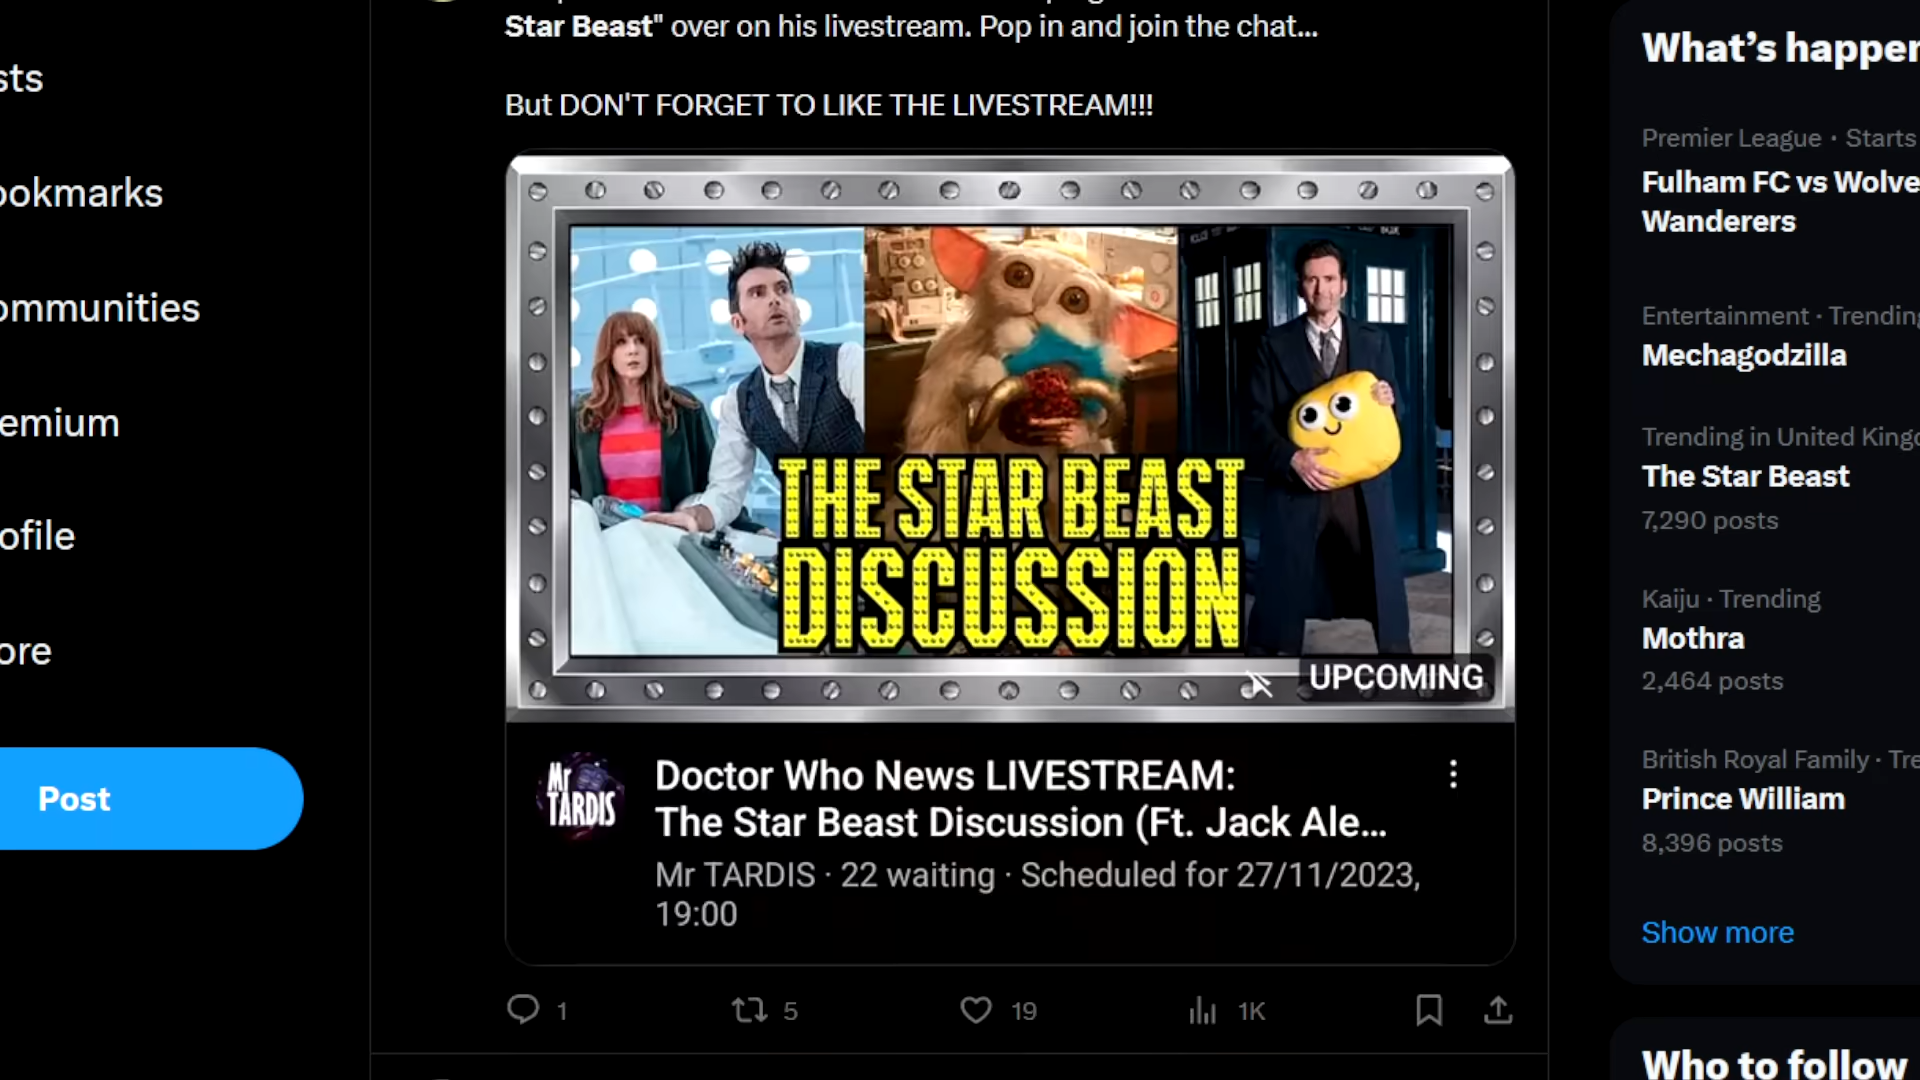 Star Beast" over on his livestream. Pop in and join the chat...
But DON'T FORGET TO LIKE THE LIVESTREAM!!!
THE STAR BEAST
DISCUSSION
UPCOMING
Mr
TARDIS
Doctor Who News LIVESTREAM:
The Star Beast Discussion (Ft. Jack Ale...
Mr TARDIS · 22 waiting · Scheduled for 27/11/2023,
19:00
1
5
19
1K
sts
ookmarks
ommunities
emium
ofile
ore
Post
What's happen
Premier League · Starts
Fulham FC vs Wolve
Wanderers
Entertainment · Trending
Mechagodzilla
Trending in United Kingd
The Star Beast
7,290 posts
Kaiju · Trending
Mothra
2,464 posts
British Royal Family · Tre
Prince William
8,396 posts
Show more
Who to follow